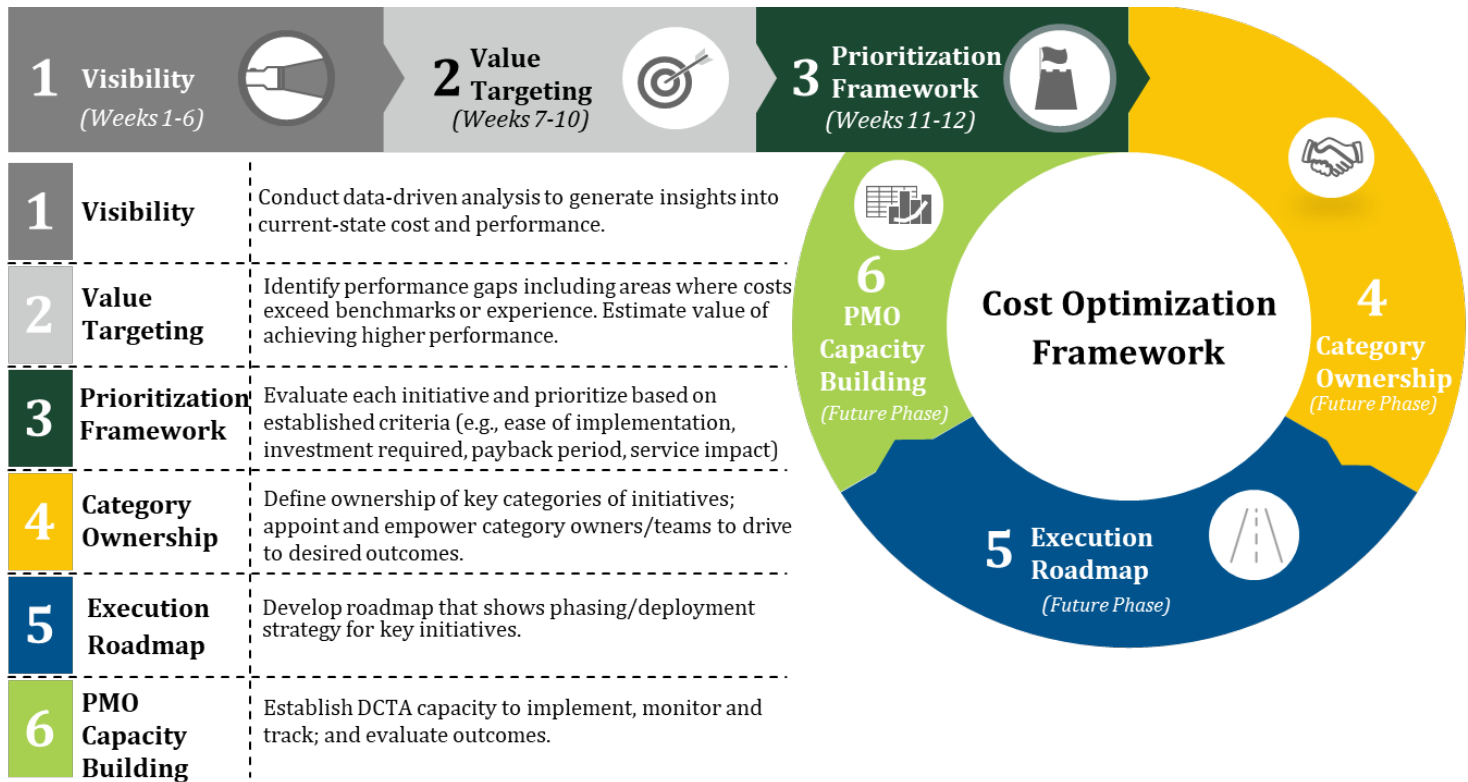 1 Visibility
(Weeks 1-6)
2 Value
Targeting
(Weeks 7-10)
3 Prioritization
Framework
(Weeks 11-12)
4
Category
Ownership
(Future Phase)
5 Execution
Roadmap
(Future Phase)
6
PMO
Capacity
Building
(Future Phase)
Cost Optimization
Framework
1 Visibility
Conduct data-driven analysis to generate insights into
current-state cost and performance.
2 Value
Targeting
Identify performance gaps including areas where costs
exceed benchmarks or experience. Estimate value of
achieving higher performance.
3 Prioritization
Framework
Evaluate each initiative and prioritize based on
established criteria (e.g., ease of implementation,
investment required, payback period, service impact)
4 Category
Ownership
Define ownership of key categories of initiatives;
appoint and empower category owners/teams to drive
to desired outcomes.
5 Execution
Roadmap
Develop roadmap that shows phasing/deployment
strategy for key initiatives.
6 PMO
Capacity
Building
Establish DCTA capacity to implement, monitor and
track; and evaluate outcomes.